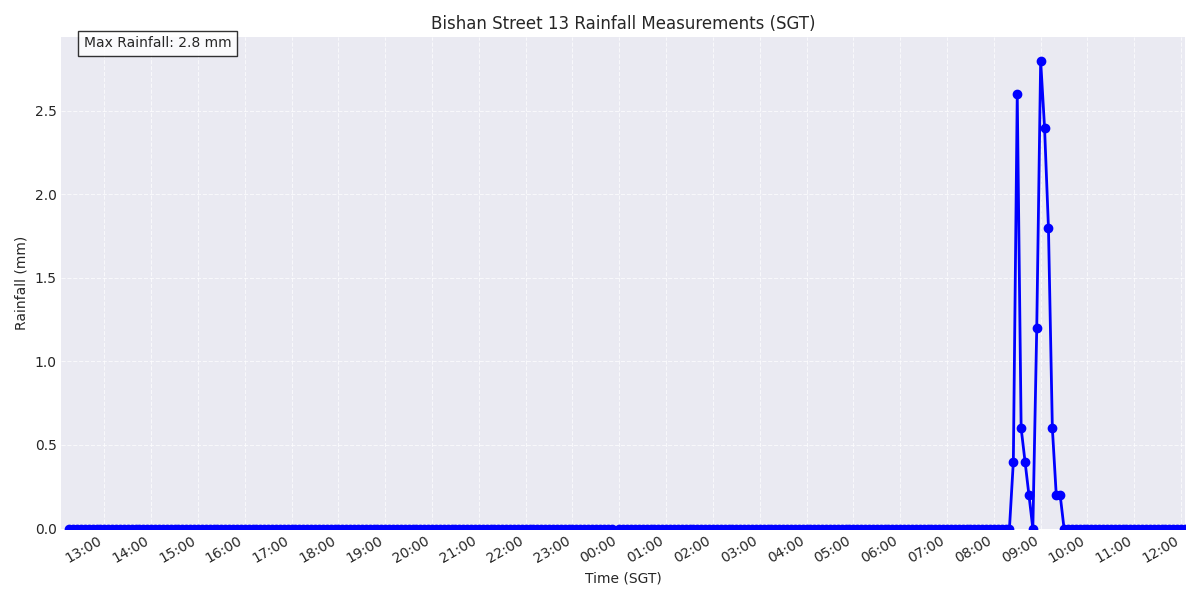 Bishan Street 13 Rainfall Measurements (SGT)
Max Rainfall: 2.8 mm
Rainfall (mm)
2.5
2.0
1.5
1.0
0.5
0.0
13:00 14:00 15:00 16:00 17:00 18:00 19:00 20:00 21:00 22:00 23:00 00:00 01:00 02:00 03:00 04:00 05:00 06:00 07:00 08:00 09:00 10:00 11:00 12:00
Time (SGT)